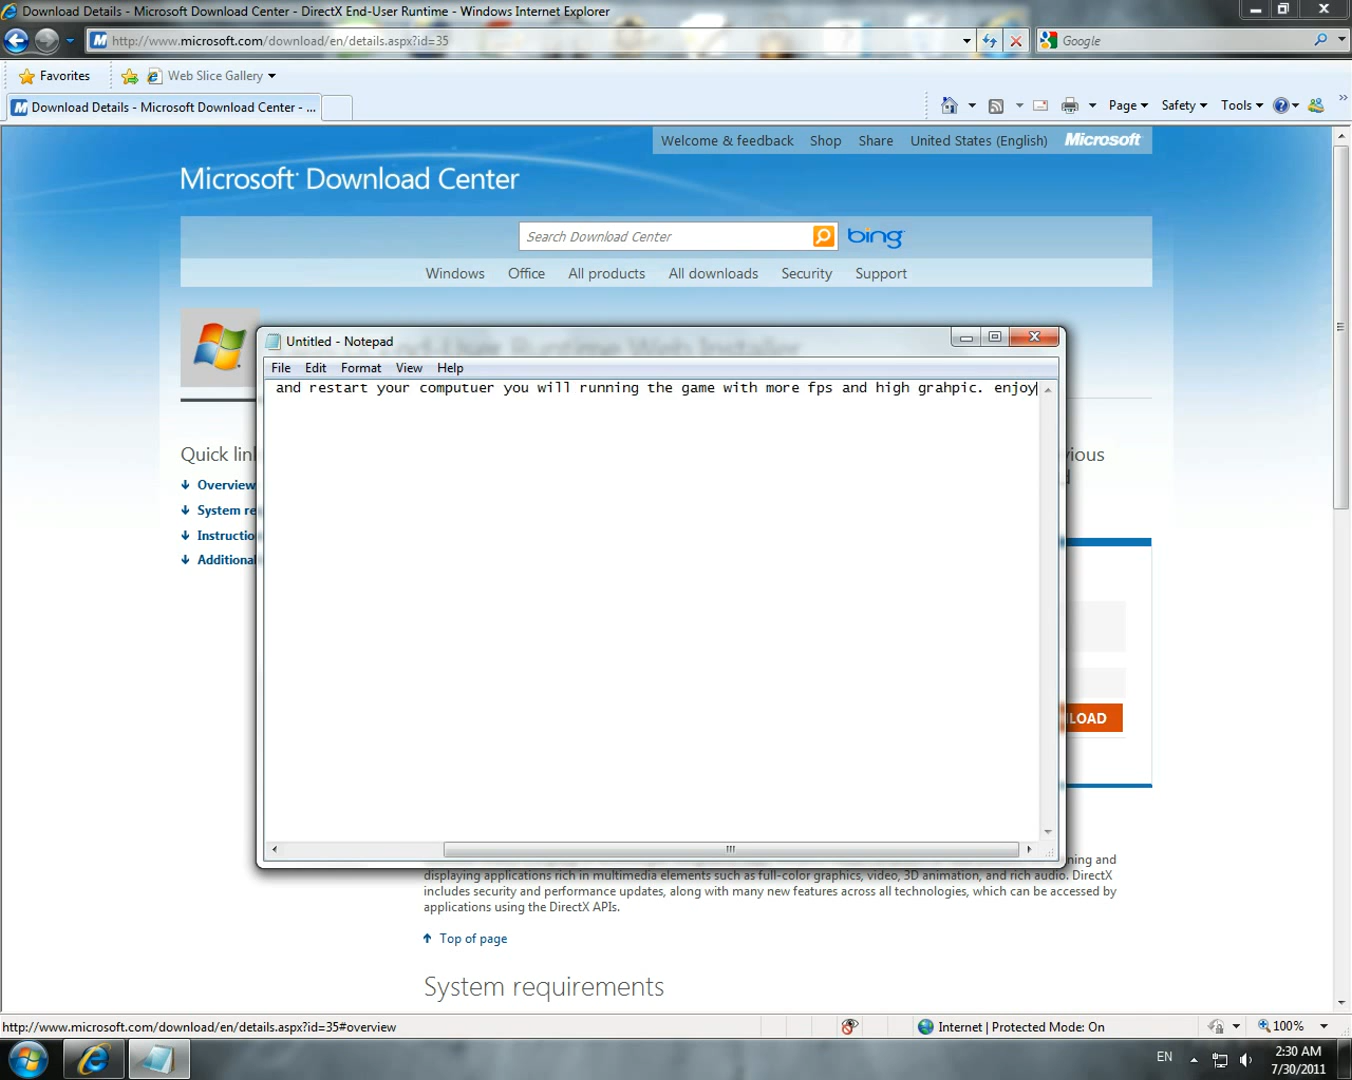 Download Details - Microsoft Download Center - DirectX End-User Runtime - Windows Internet Explorer
http://www.microsoft.com/download/en/details.aspx?id=35
Google
Favorites
Web Slice Gallery
Download Details - Microsoft Download Center - ...
Page
Safety
Tools
Welcome & feedback Shop Share United States (English) Microsoft
Microsoft Download Center
Search Download Center
bing
Windows Office All products All downloads Security Support
End-User Runtime Web Installer
Untitled - Notepad
File Edit Format View Help
and restart your computuer you will running the game with more fps and high grahpic. enjoy
Quick lin
Overview
System re
Instructio
Additional
vious
d
LOAD
ning and
displaying applications rich in multimedia elements such as full-color graphics, video, 3D animation, and rich audio. DirectX
includes security and performance updates, along with many new features across all technologies, which can be accessed by
applications using the DirectX APIs.
Top of page
System requirements
http://www.microsoft.com/download/en/details.aspx?id=35#overview
Internet | Protected Mode: On
100%
EN
2:30 AM
7/30/2011